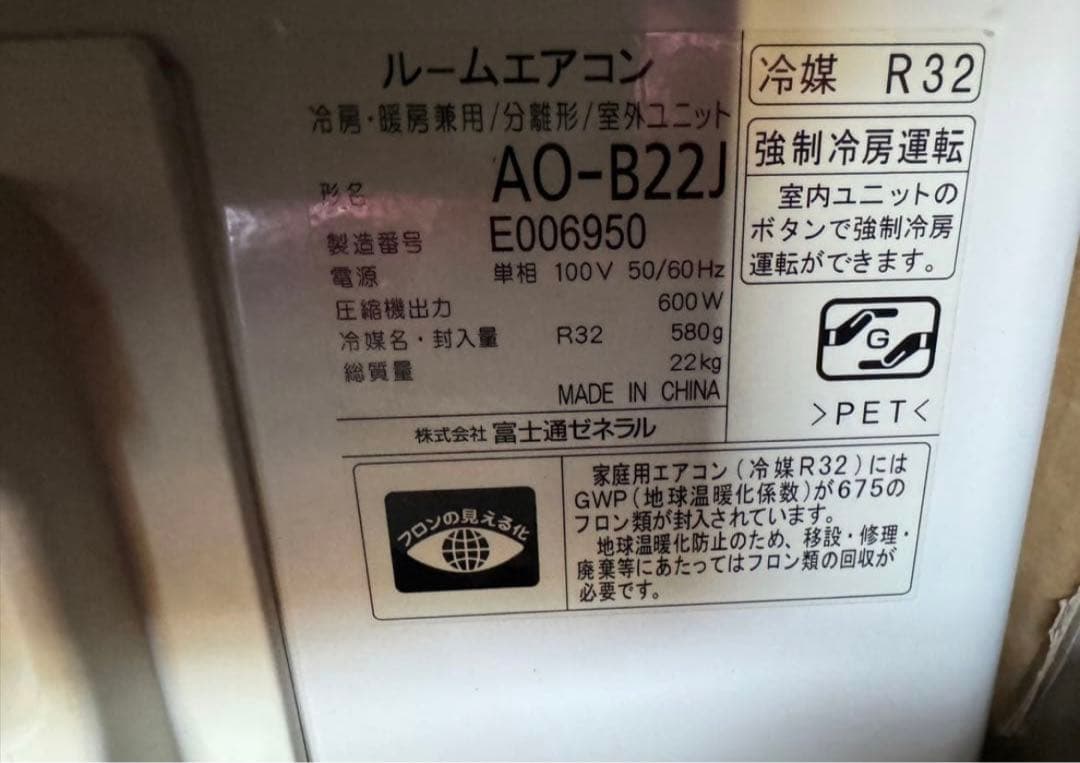 ルームエアコン
冷房・暖房兼用/分離形/室外ユニット
形名 AO-B22J
製造番号 E006950
電源 単相 100V 50/60Hz
圧縮機出力 600W
冷媒名・封入量 R32 580g
総質量 22kg
MADE IN CHINA
株式会社 富士通ゼネラル
冷媒 R32
強制冷房運転
室内ユニットの
ボタンで強制冷房
運転ができます。
G
>PET<
フロンの見える化
家庭用エアコン(冷媒R32)には
GWP(地球温暖化係数)が675の
フロン類が封入されています。
地球温暖化防止のため、移設・修理・
廃棄等にあたってはフロン類の回収が
必要です。